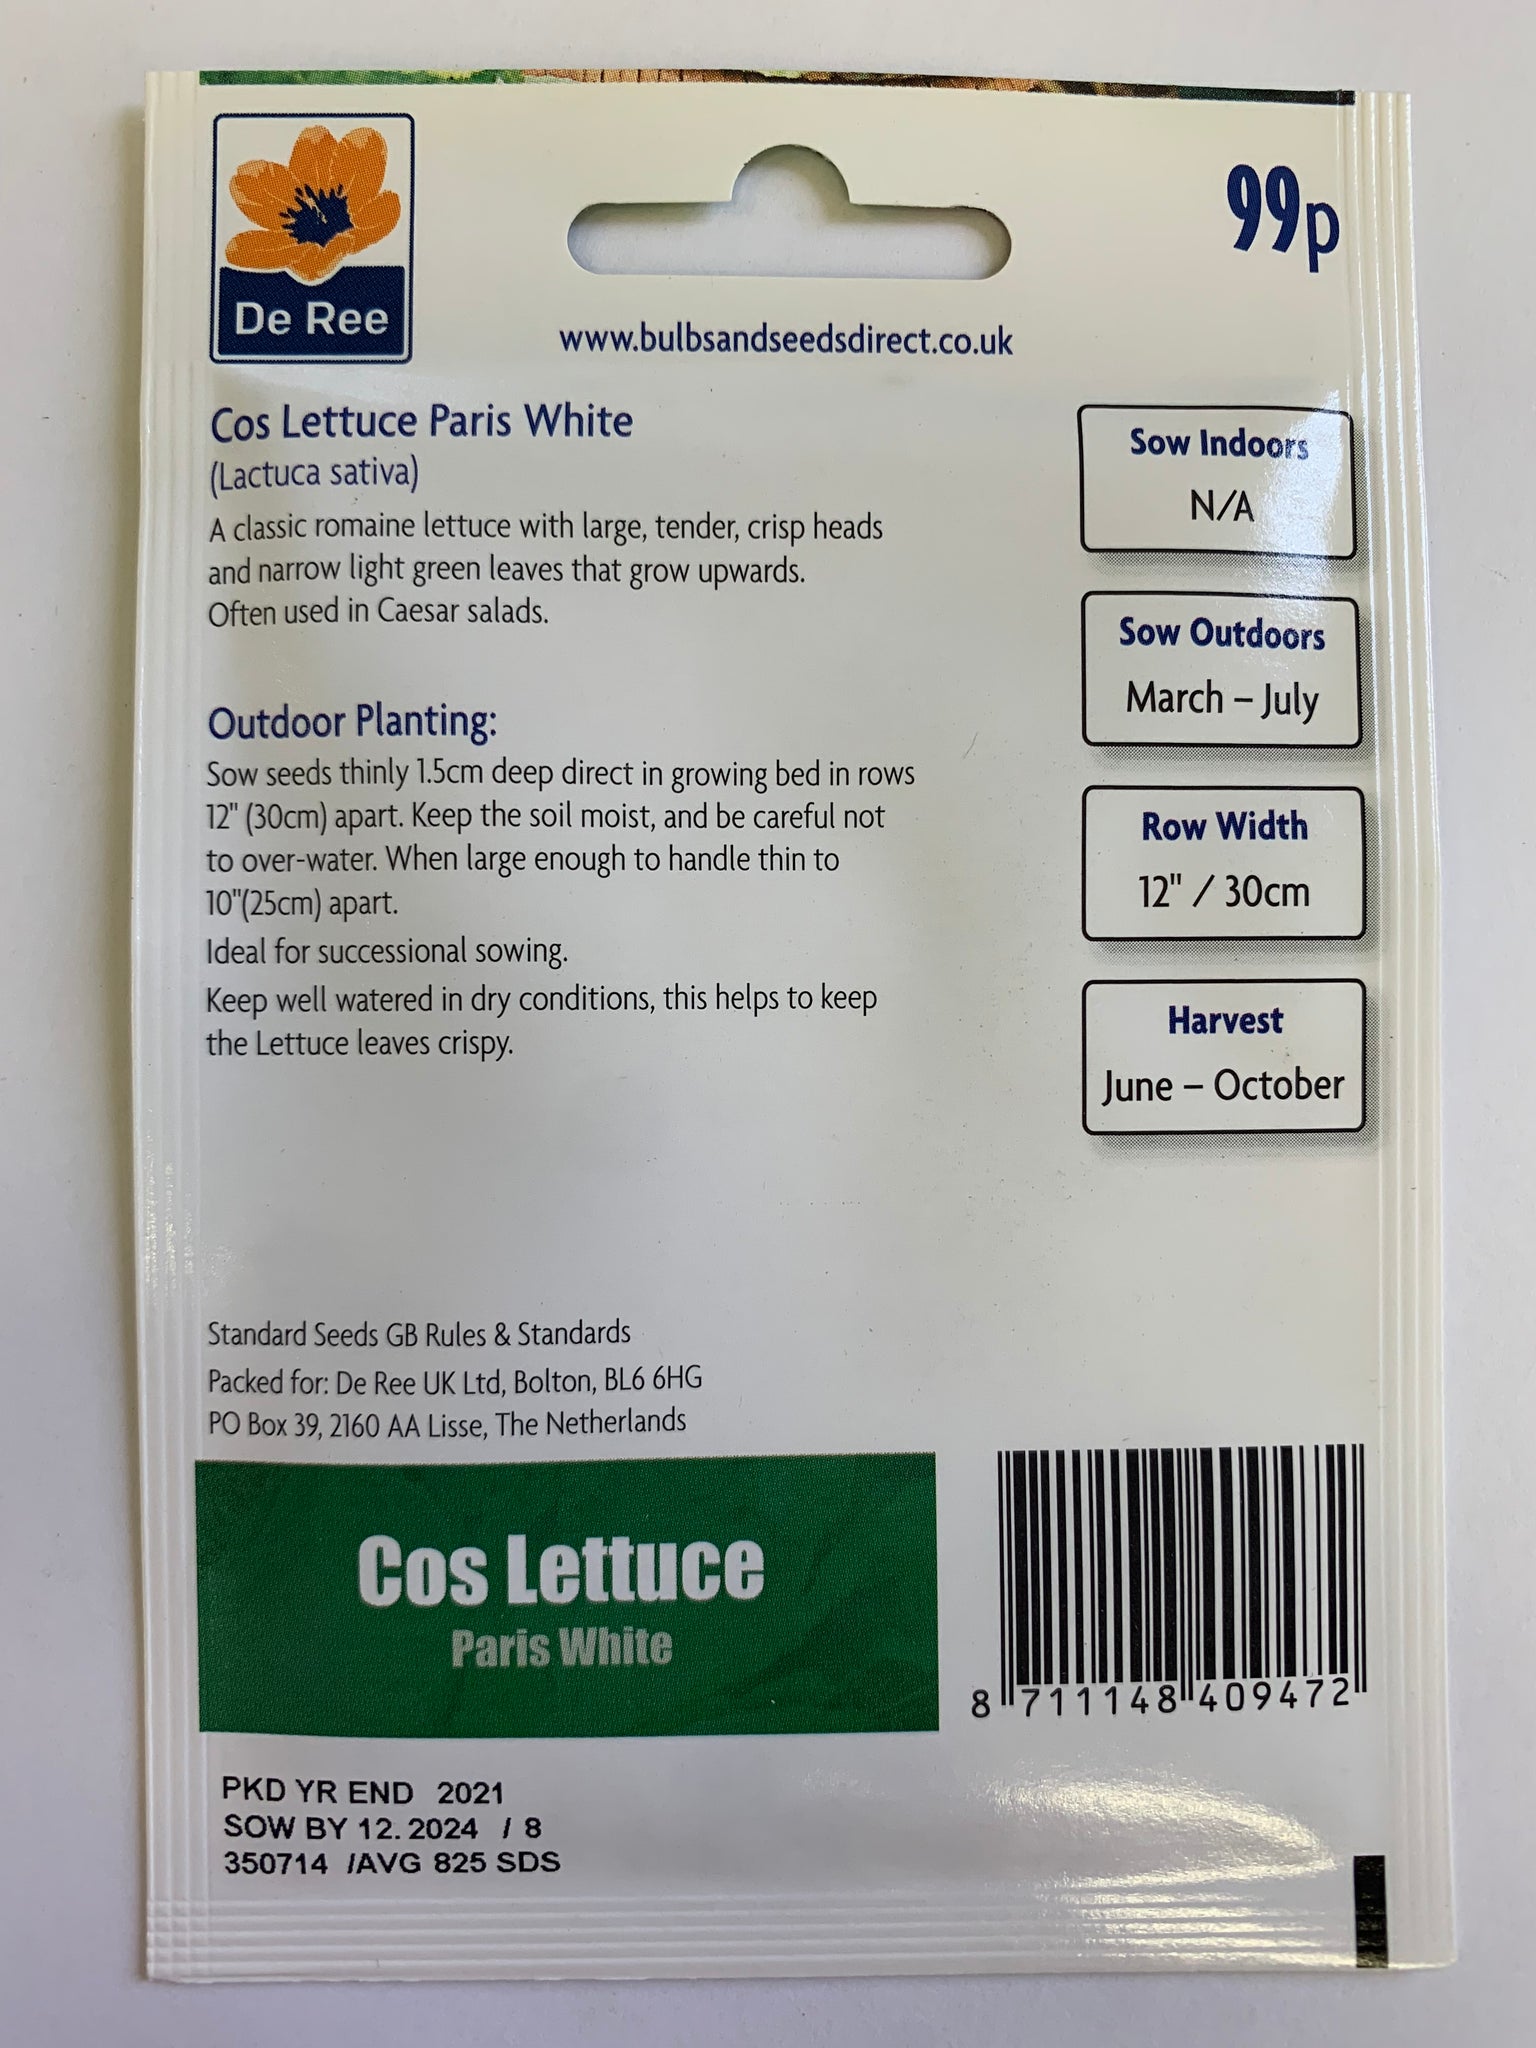 De Ree
99p
www.bulbsandseedsdirect.co.uk
Cos Lettuce Paris White
(Lactuca sativa)
A classic romaine lettuce with large, tender, crisp heads
and narrow light green leaves that grow upwards.
Often used in Caesar salads.
Outdoor Planting:
Sow seeds thinly 1.5cm deep direct in growing bed in rows
12" (30cm) apart. Keep the soil moist, and be careful not
to over-water. When large enough to handle thin to
10"(25cm) apart.
Ideal for successional sowing.
Keep well watered in dry conditions, this helps to keep
the Lettuce leaves crispy.
Sow Indoors
N/A
Sow Outdoors
March – July
Row Width
12" / 30cm
Harvest
June – October
Standard Seeds GB Rules & Standards
Packed for: De Ree UK Ltd, Bolton, BL6 6HG
PO Box 39, 2160 AA Lisse, The Netherlands
Cos Lettuce
Paris White
8 711148 409472
PKD YR END 2021
SOW BY 12.2024 / 8
350714 /AVG 825 SDS